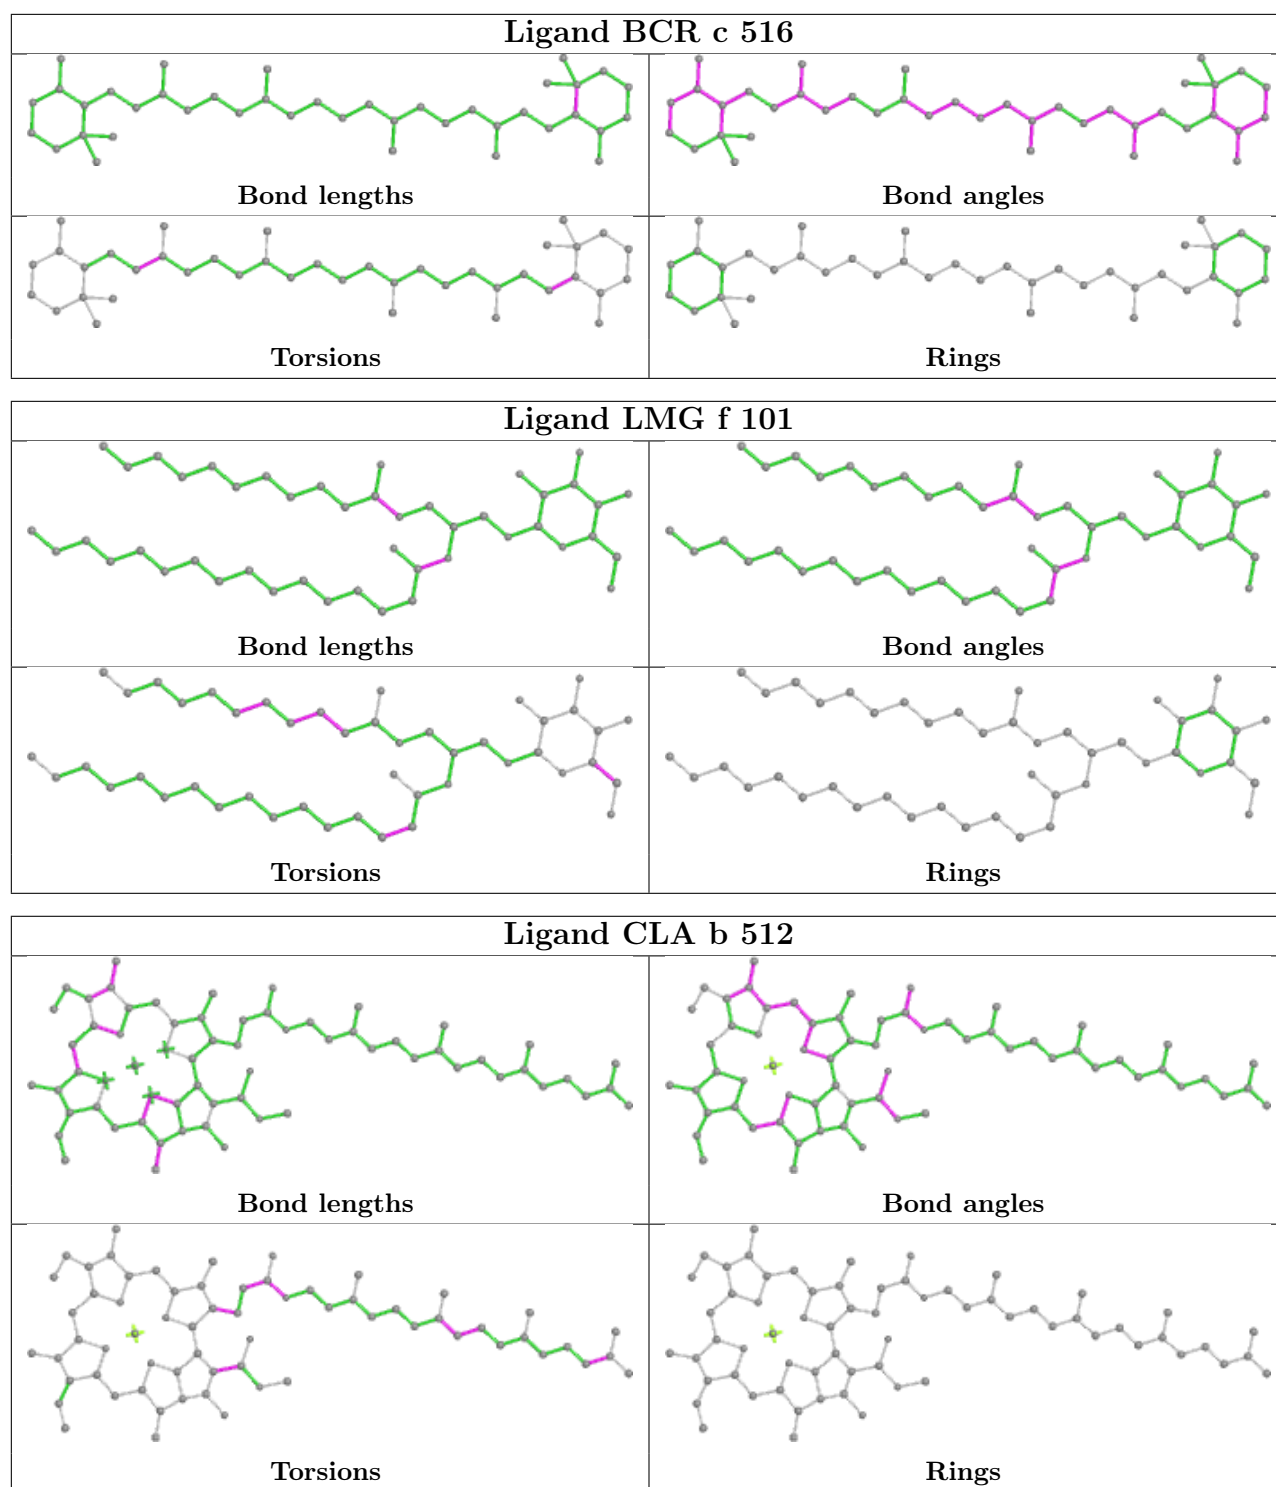 Ligand BCR c 516
Bond lengths
Bond angles
Torsions
Rings
Ligand LMG f 101
Bond lengths
Bond angles
Torsions
Rings
Ligand CLA b 512
Bond lengths
Bond angles
Torsions
Rings